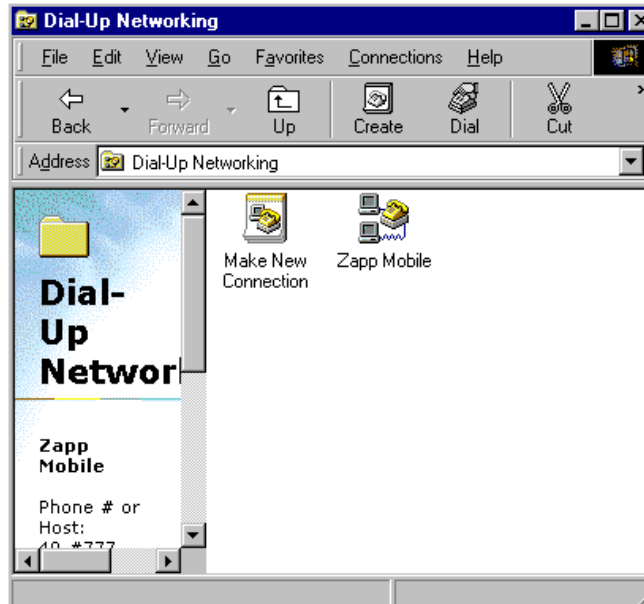 Dial-Up Networking
File Edit View Go Favorites Connections Help
Back Forward Up Create Dial Cut
Address Dial-Up Networking
Dial-
Up
Networ
Zapp
Mobile
Phone # or
Host:
Make New
Connection
Zapp Mobile